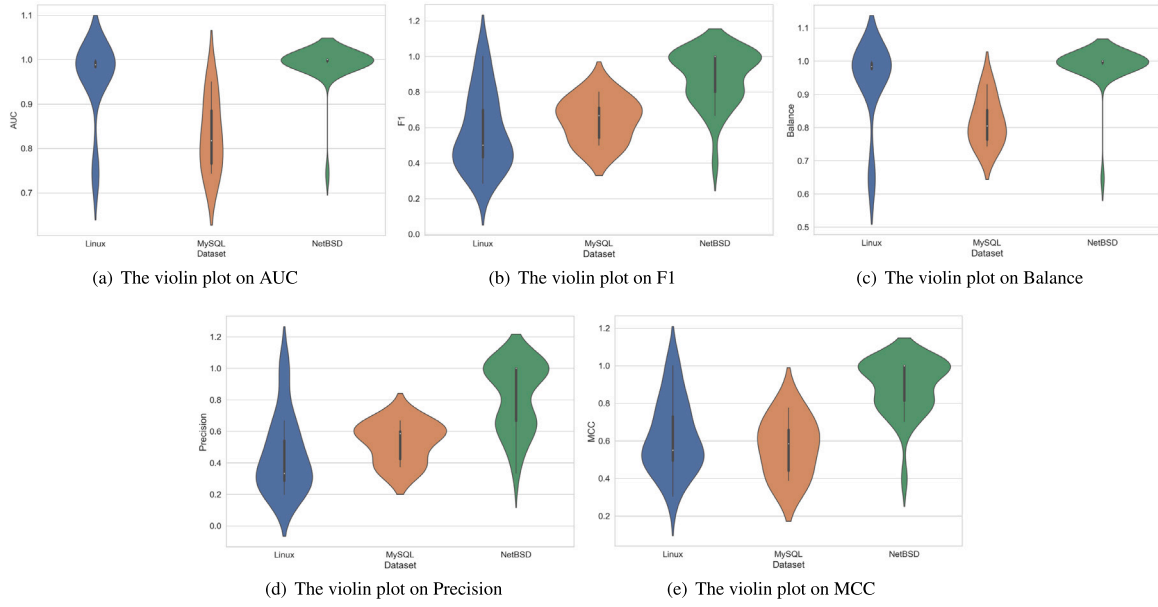 1.1
1.0
0.9
0.8
0.7
AUC
Linux
MySQL
NetBSD
Dataset
(a) The violin plot on AUC
1.2
1.0
0.8
0.6
0.4
0.2
0.0
F1
Linux
MySQL
NetBSD
Dataset
(b) The violin plot on F1
1.1
1.0
0.9
0.8
0.7
0.6
0.5
Balance
Linux
MySQL
NetBSD
Dataset
(c) The violin plot on Balance
1.2
1.0
0.8
0.6
0.4
0.2
0.0
Precision
Linux
MySQL
NetBSD
Dataset
(d) The violin plot on Precision
1.2
1.0
0.8
0.6
0.4
0.2
MCC
Linux
MySQL
NetBSD
Dataset
(e) The violin plot on MCC